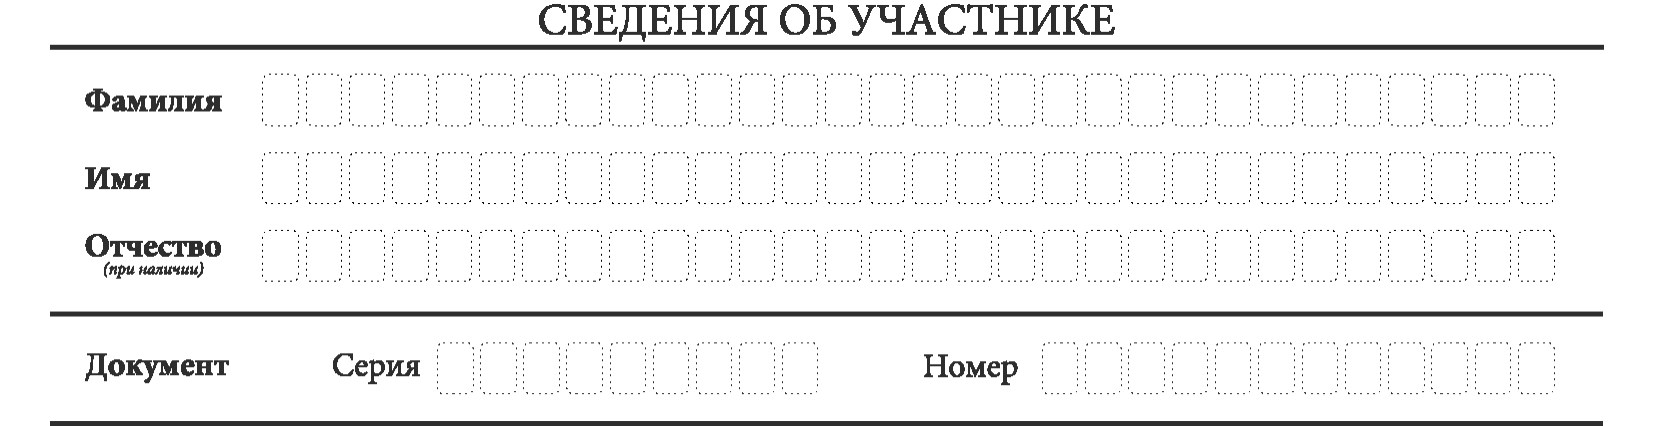 СВЕДЕНИЯ ОБ УЧАСТНИКЕ
Фамилия
Имя
Отчество
(при наличии)
Документ Серия Номер